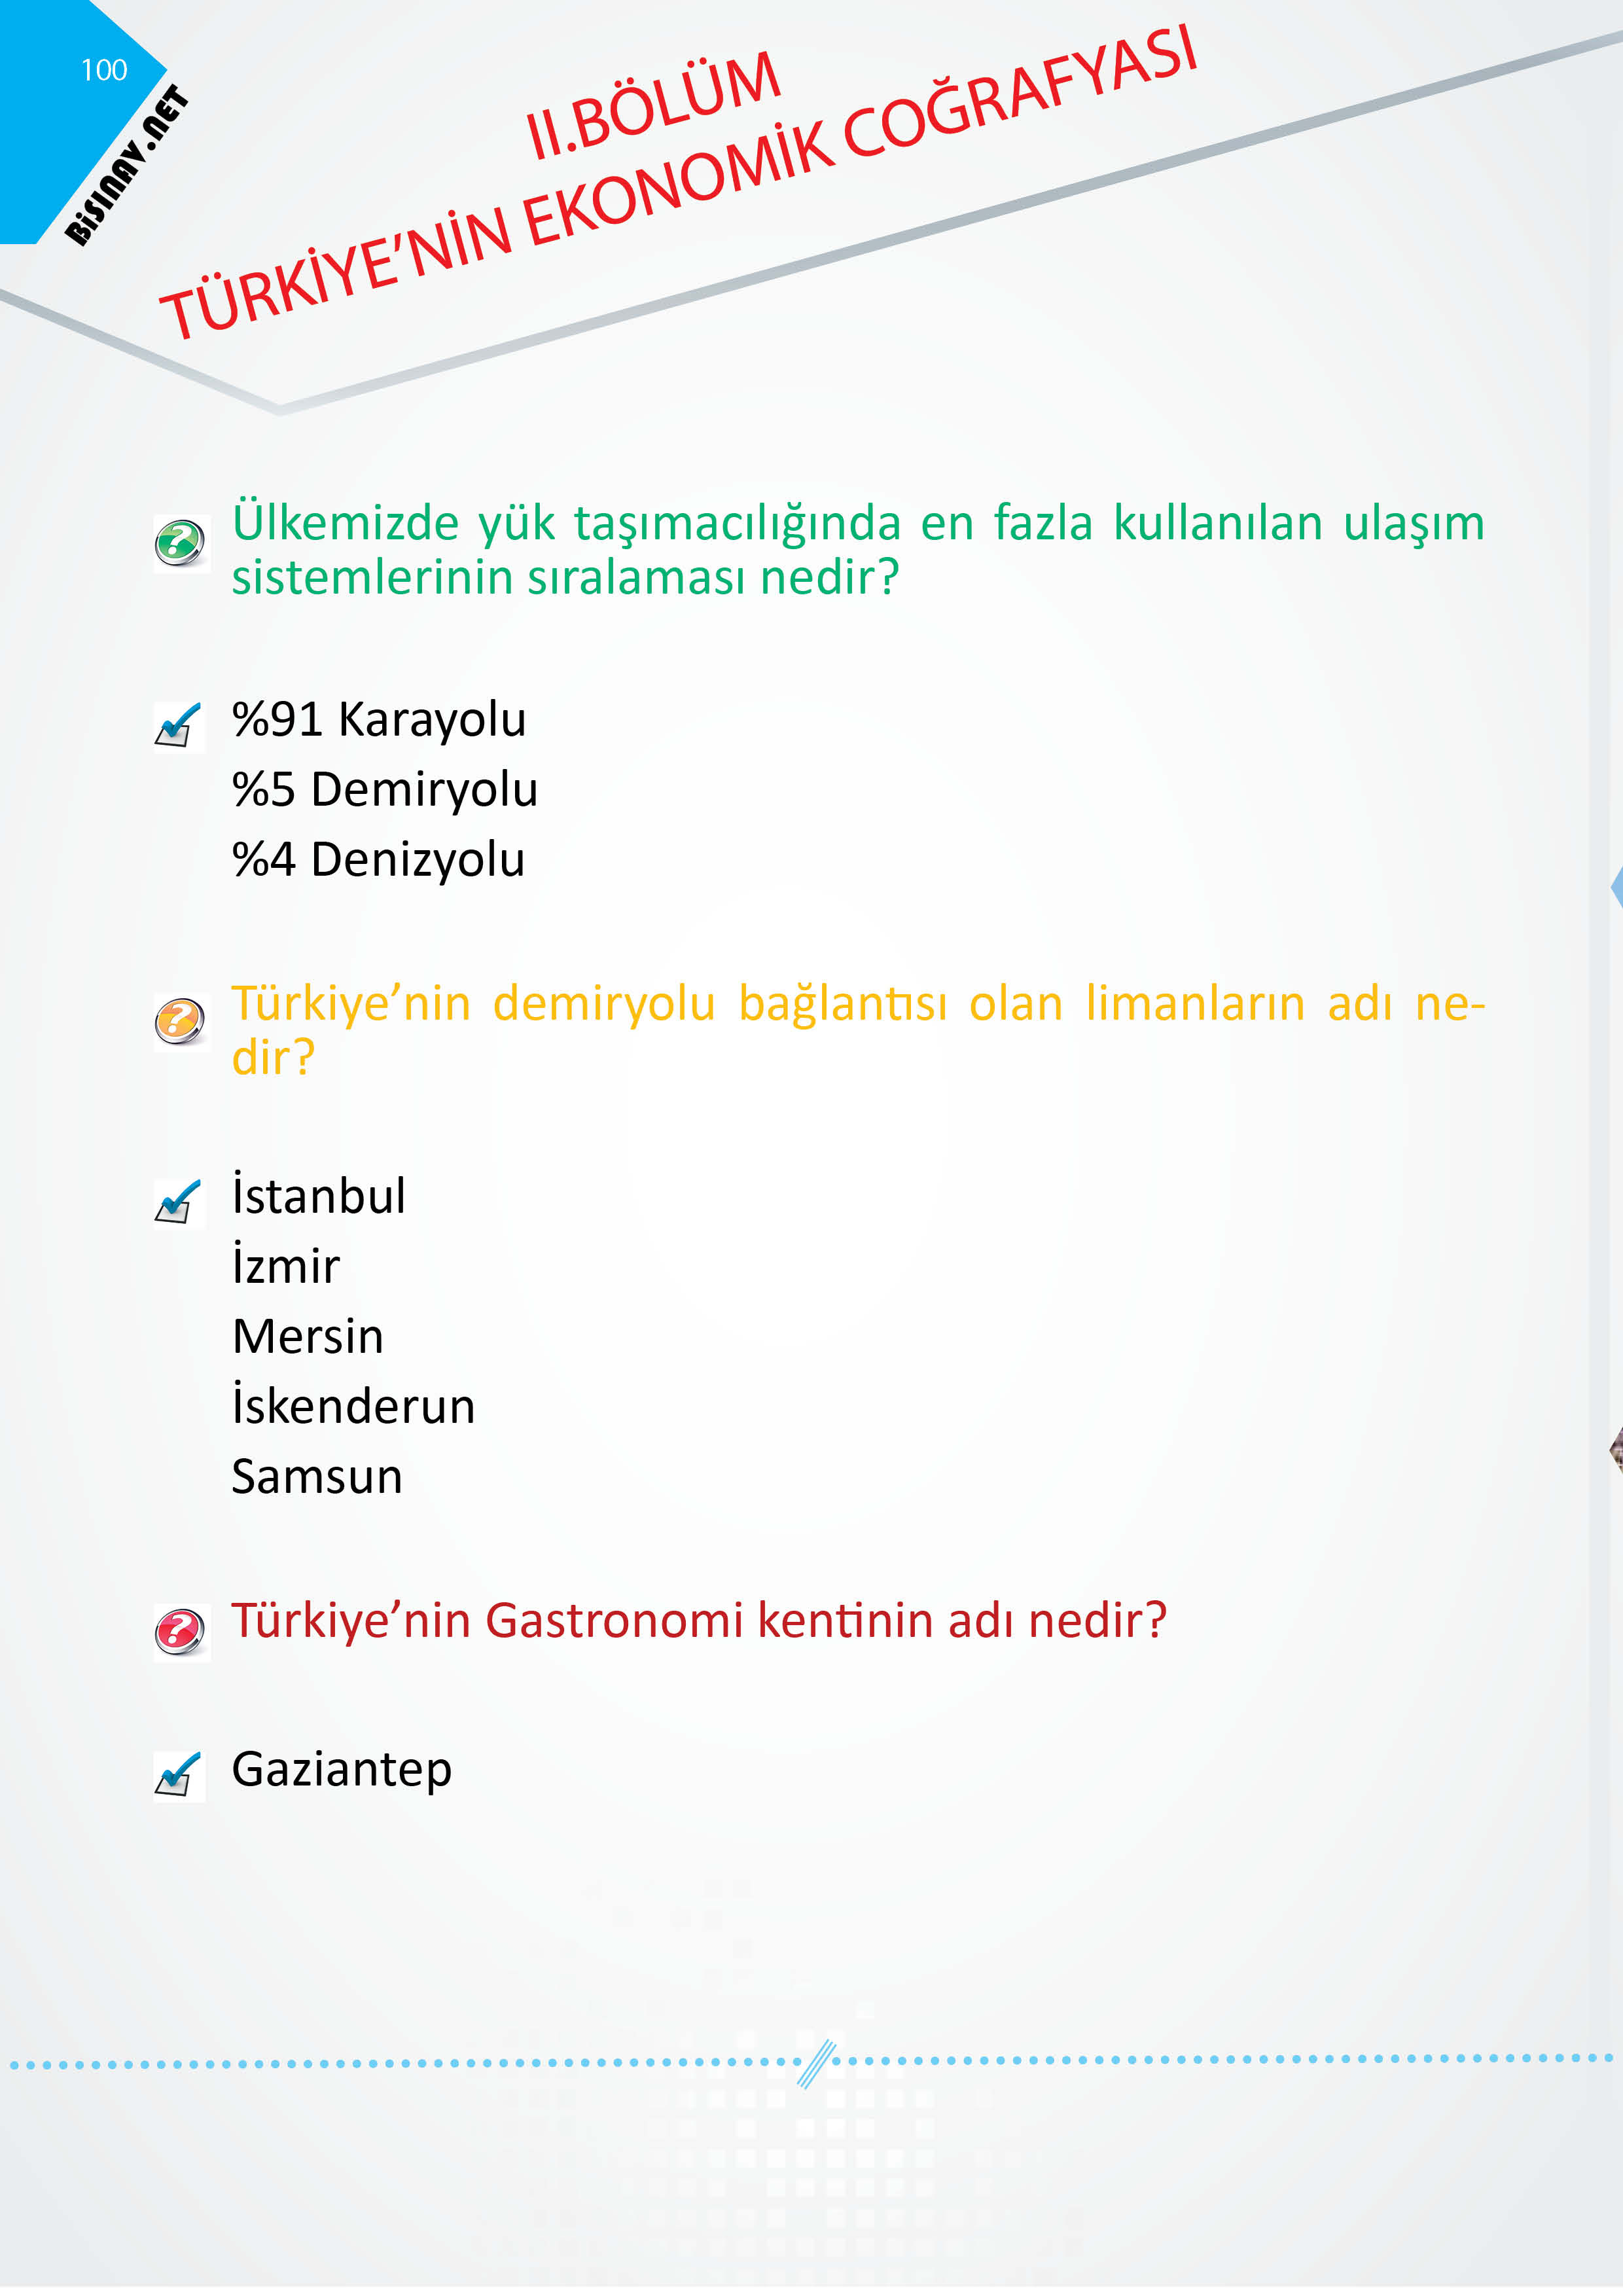 100
BiSINAV.NET
II.BÖLÜM
TÜRKİYE’NİN EKONOMİK COĞRAFYASI
Ülkemizde yük taşımacılığında en fazla kullanılan ulaşım
sistemlerinin sıralaması nedir?
%91 Karayolu
%5 Demiryolu
%4 Denizyolu
Türkiye’nin demiryolu bağlantısı olan limanların adı ne-
dir?
İstanbul
İzmir
Mersin
İskenderun
Samsun
Türkiye’nin Gastronomi kentinin adı nedir?
Gaziantep